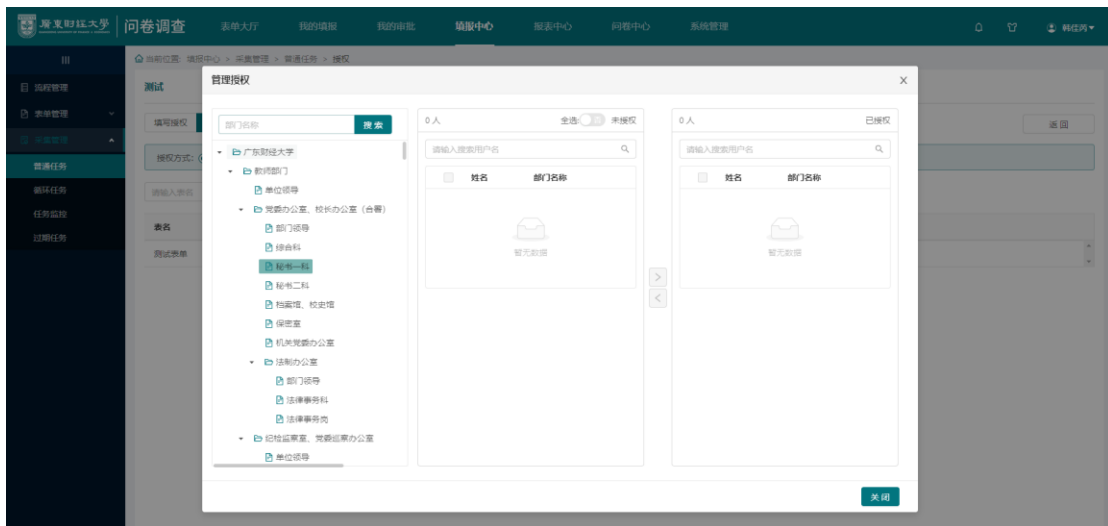 廣東財經大學 问卷调查 表单大厅 我的填报 我的审批 填报中心 报表中心 问卷中心 系统管理 韩佳芮
当前位置: 填报中心 > 采集管理 > 普通任务 > 授权
流程管理
表单管理
采集管理
普通任务
循环任务
任务监控
过期任务
测试
填写授权 返回
授权方式:
请输入表名
表名
测试表单
管理授权
部门名称 搜索
广东财经大学
教师部门
单位领导
党委办公室、校长办公室(合署)
部门领导
综合科
秘书一科
秘书二科
档案馆、校史馆
保密室
机关党委办公室
法制办公室
部门领导
法律事务科
法律事务岗
纪检监察室、党委巡察办公室
单位领导
0 人 全选: 未授权
请输入搜索用户名
姓名 部门名称
暂无数据
0 人 已授权
请输入搜索用户名
姓名 部门名称
暂无数据
关闭